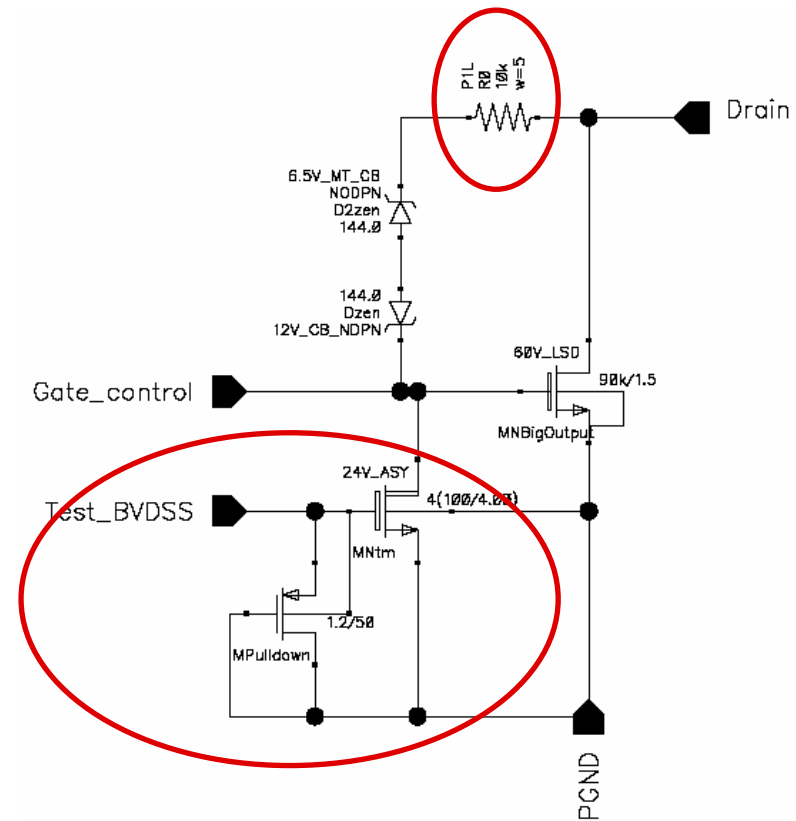 P1L
R0
10k
w=5
Drain
6.5V_MT_CB
NODPN
D2zen
144.0
144.0
Dzen
12V_CB_NDPN
60V_LSD
90k/1.5
Gate_control
MNBigOutput
24V_ASY
4(100/4.00)
Test_BVDSS
MNtm
1.2/50
MPulldown
PGND